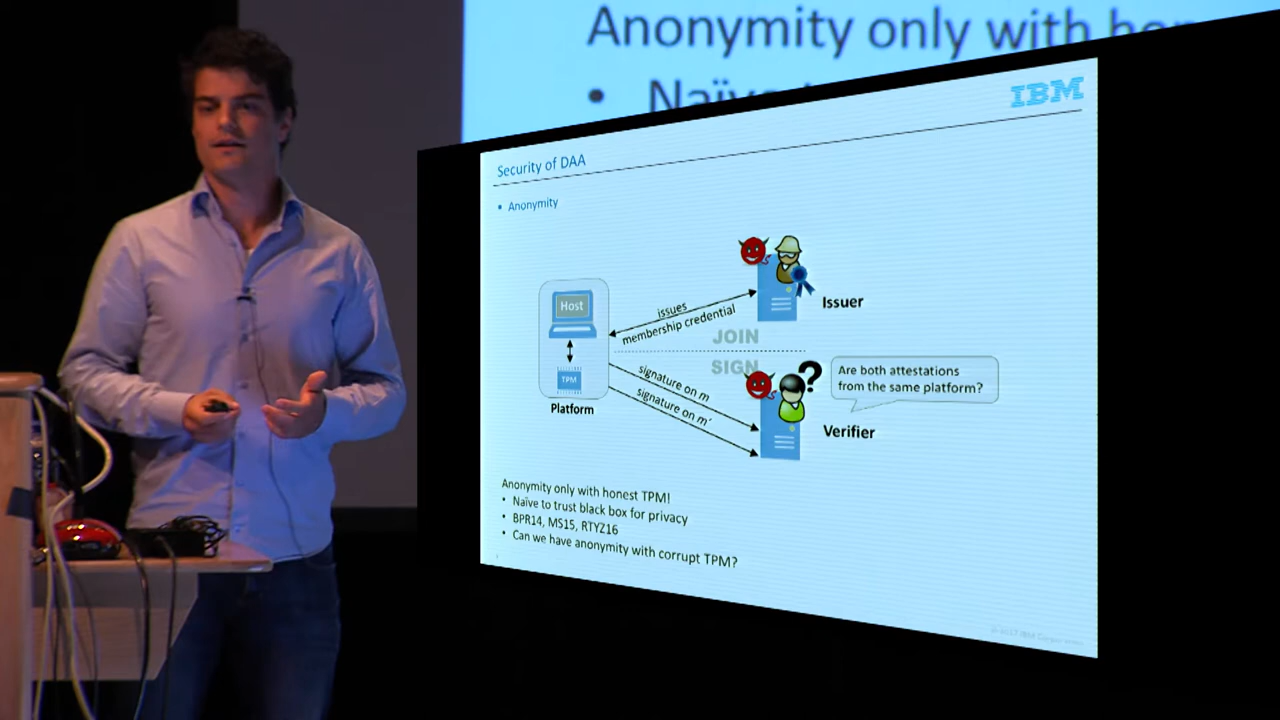 Anonymity only with
IBM
Security of DAA
• Anonymity
Host
TPM
Platform
issues
membership credential
JOIN
SIGN
signature on m
signature on m'
Issuer
?
Are both attestations
from the same platform?
Verifier
Anonymity only with honest TPM!
• Naïve to trust black box for privacy
• BPR14, MS15, RTYZ16
• Can we have anonymity with corrupt TPM?